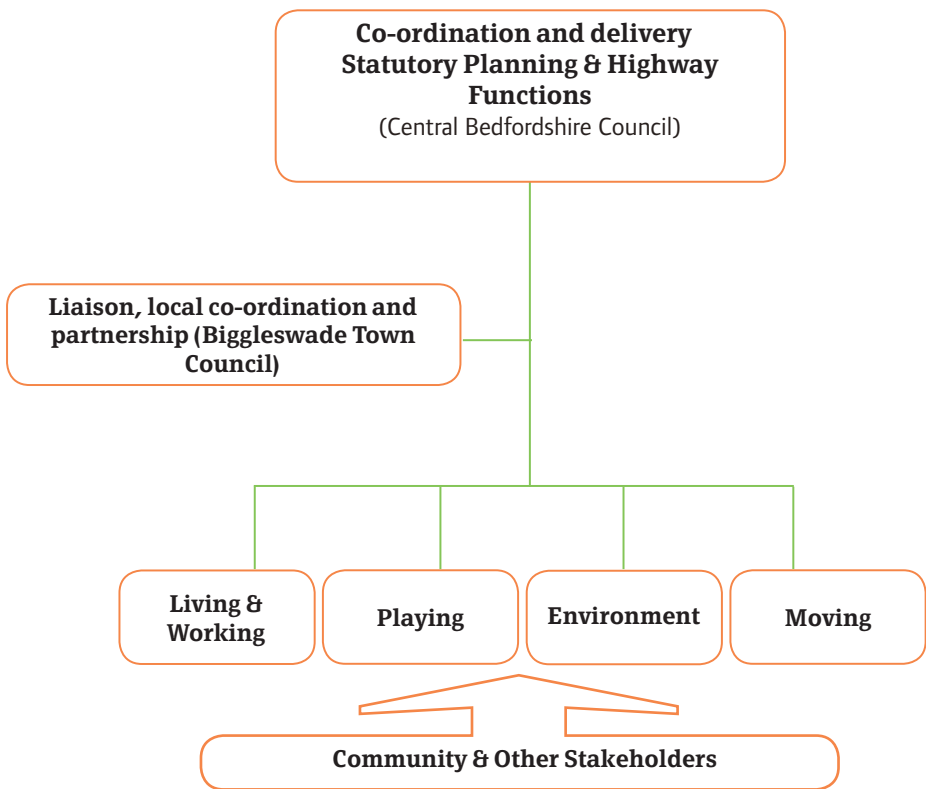 Co-ordination and delivery
Statutory Planning & Highway
Functions
(Central Bedfordshire Council)
Liaison, local co-ordination and
partnership (Biggleswade Town
Council)
Living &
Working
Playing
Environment
Moving
Community & Other Stakeholders